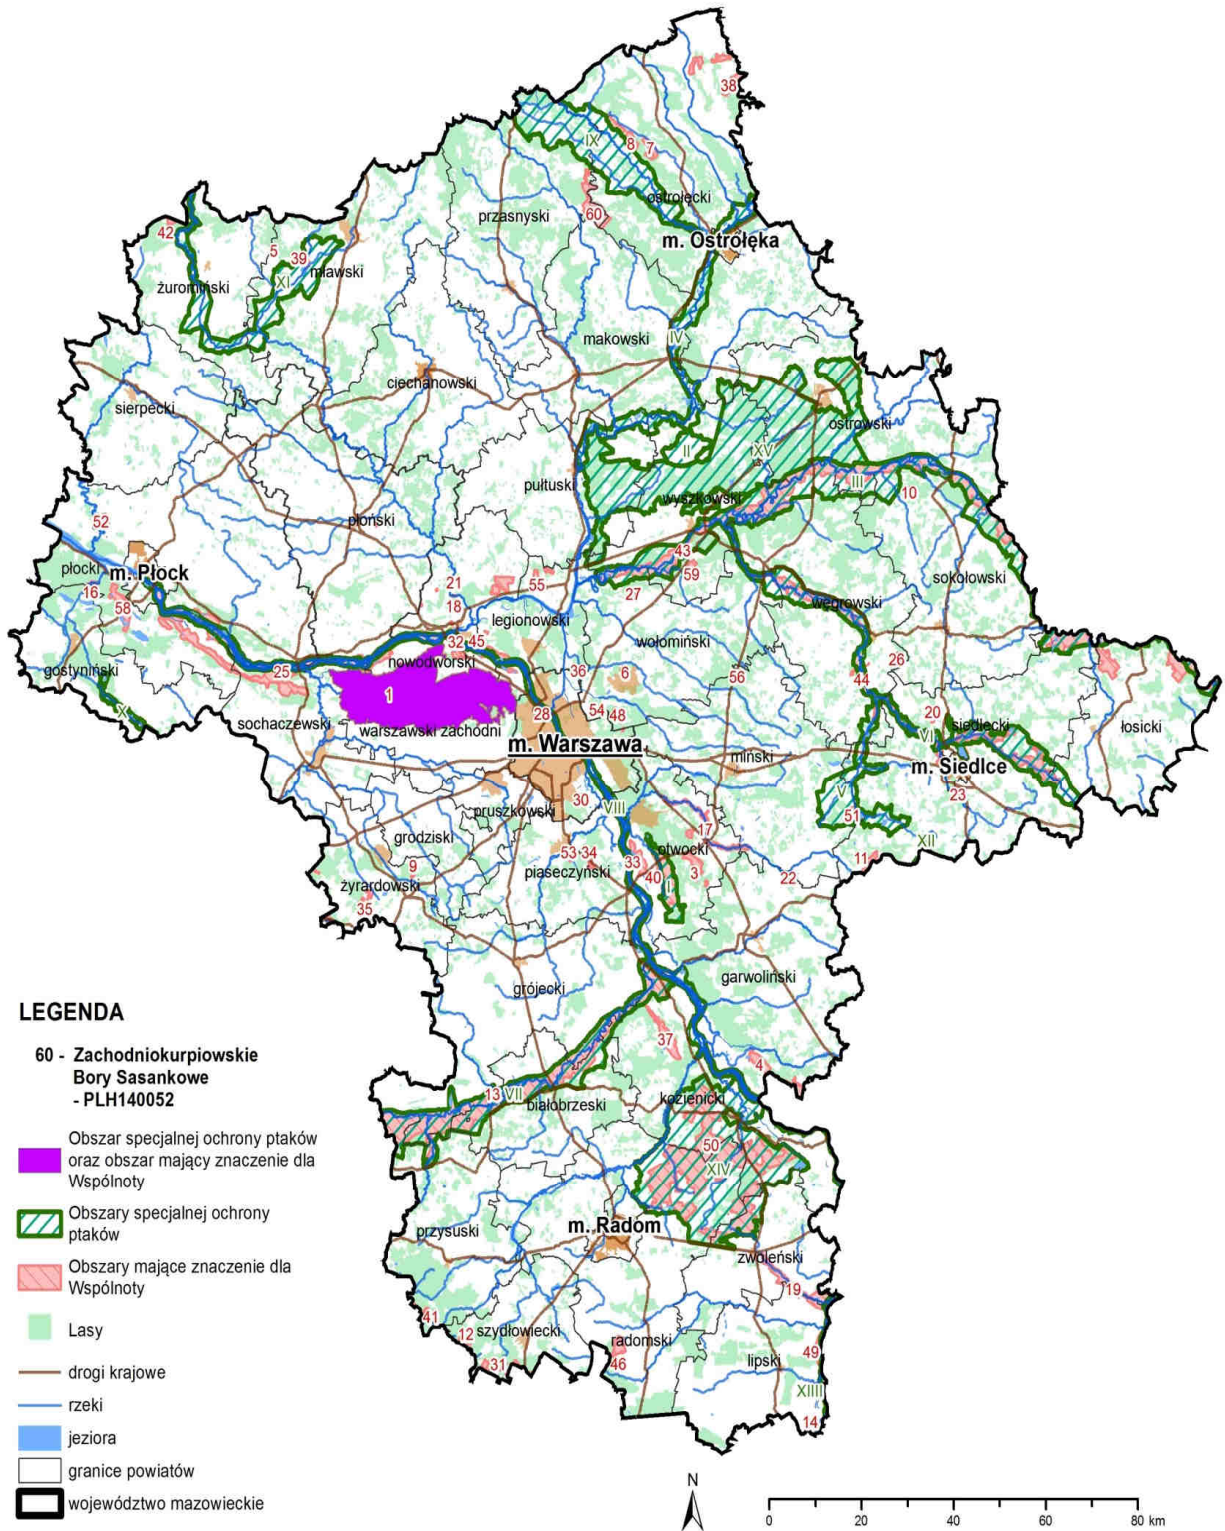 38
IX
8
7
ostrołęcki
60
przasnyski
m. Ostrołęka
42
5
39
XI
mławski
żuromiński
IV
makowski
ciechanowski
sierpecki
ostrowski
II
XV
III
10
pułtuski
wyszkowski
płoński
52
płocki
m. Płock
16
58
43
59
27
21
18
55
legionowski
sokołowski
węgrowski
wołomiński
32
45
nowodworski
gostyniński
25
1
36
6
56
26
44
X
sochaczewski
warszawski zachodni
28
54
48
20
VI
siedlecki
łosicki
m. Warszawa
miński
m. Siedlce
23
V
51
pruszkowski
30
VIII
17
XII
grodziski
9
53
34
piaseczyński
33
40
otwocki
I
3
22
11
żyrardowski
35
garwoliński
grójecki
37
4
13
VII
białobrzeski
kozienicki
50
XIV
przysuski
m. Radom
zwoleński
19
41
12
szydłowiecki
31
radomski
46
lipski
49
XIIII
14
LEGENDA
60 - Zachodniokurpiowskie
Bory Sasankowe
- PLH140052
Obszar specjalnej ochrony ptaków
oraz obszar mający znaczenie dla
Wspólnoty
Obszary specjalnej ochrony
ptaków
Obszary mające znaczenie dla
Wspólnoty
Lasy
drogi krajowe
rzeki
jeziora
granice powiatów
województwo mazowieckie
N
0 20 40 60 80 km